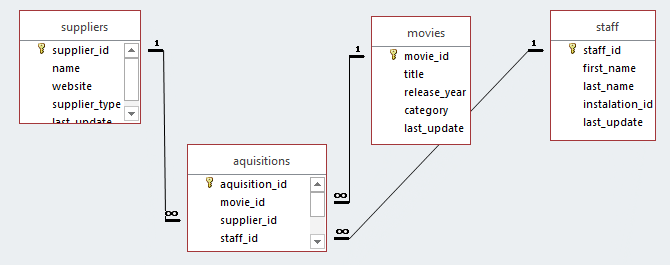 suppliers
supplier_id
name
website
supplier_type
last_update
movies
movie_id
title
release_year
category
last_update
staff
staff_id
first_name
last_name
instalation_id
last_update
aquisitions
aquisition_id
movie_id
supplier_id
staff_id
1
1
1
∞
∞
∞